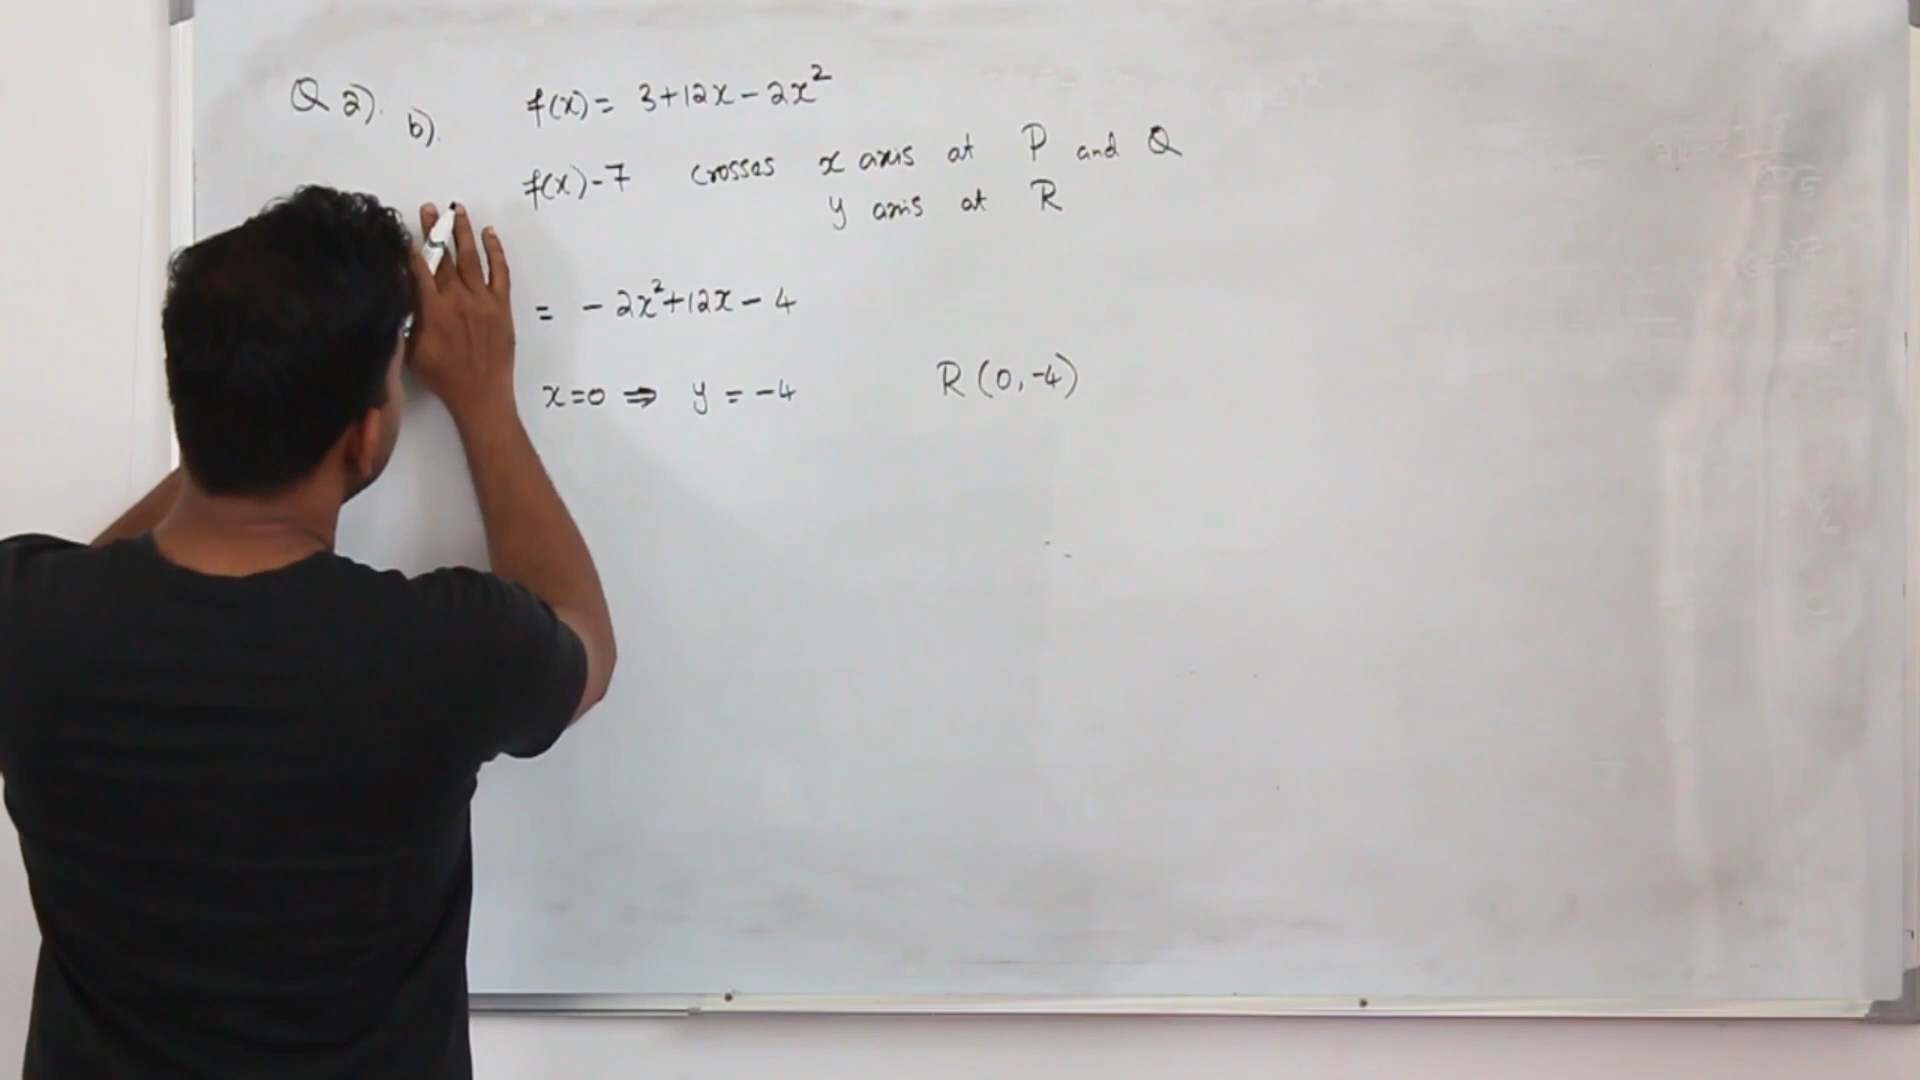 Q 2). b). f(x) = 3+12x-2x²
f(x)-7 crosses x axis at P and Q
y axis at R
= -2x²+12x-4
x=0 ⇒ y = -4 R(0,-4)